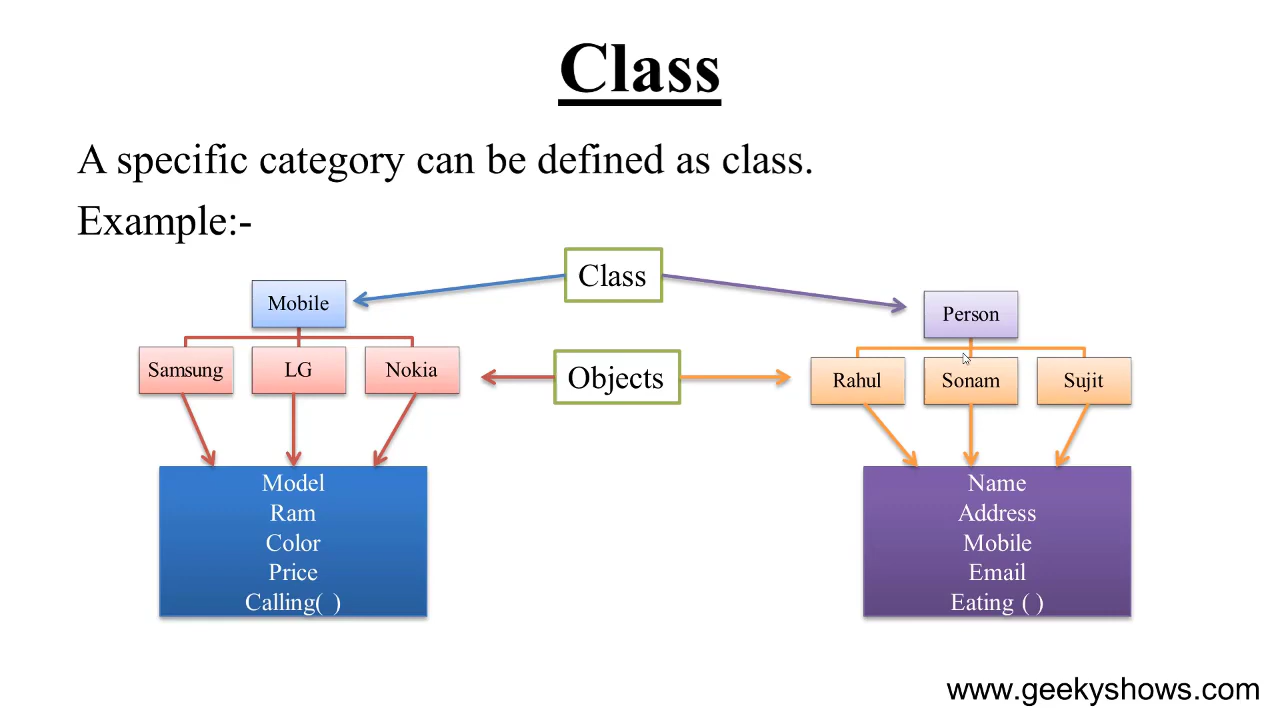 Class
A specific category can be defined as class.
Example:-
Class
Mobile
Person
Samsung
LG
Nokia
Objects
Rahul
Sonam
Sujit
Model
Ram
Color
Price
Calling( )
Name
Address
Mobile
Email
Eating ( )
www.geekyshows.com